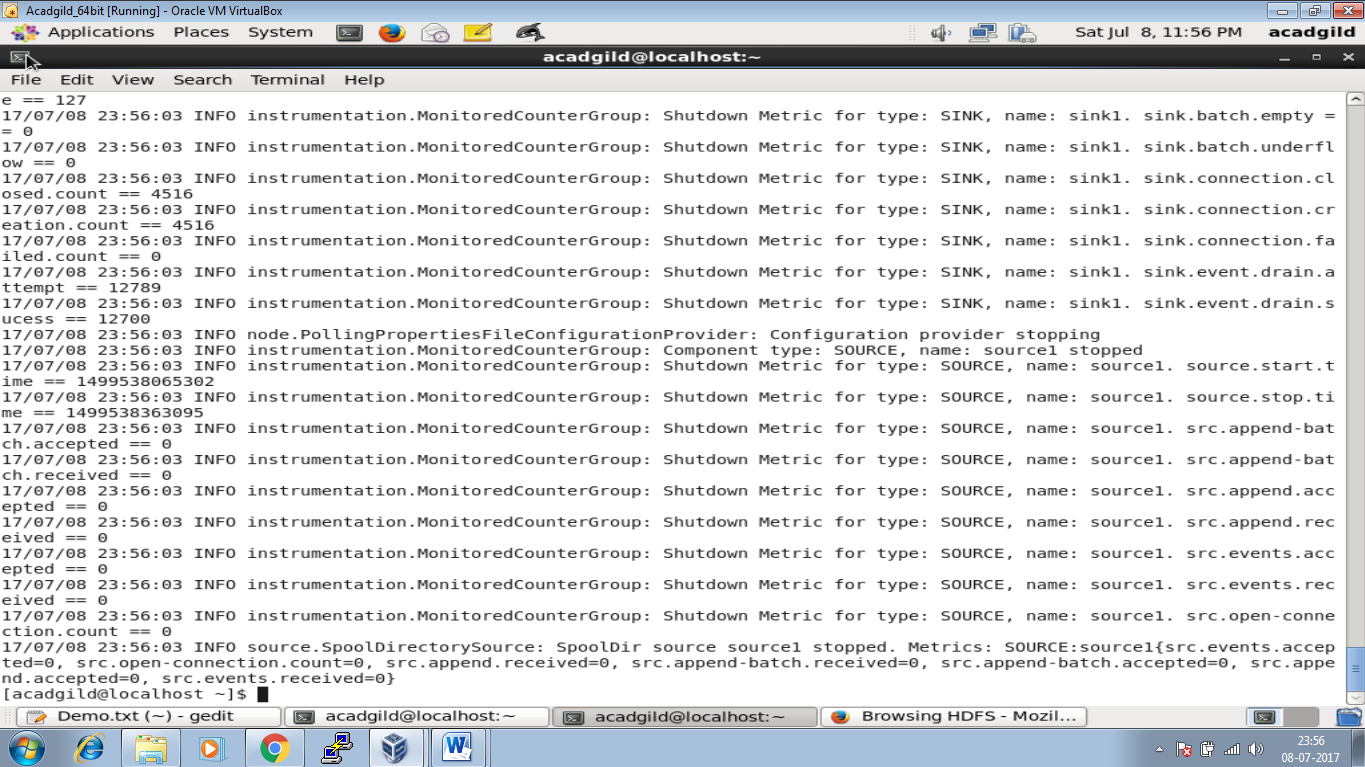 Acadgild_64bit [Running] - Oracle VM VirtualBox
Applications Places System Sat Jul 8, 11:56 PM acadgild
acadgild@localhost:~
File Edit View Search Terminal Help
e == 127
17/07/08 23:56:03 INFO instrumentation.MonitoredCounterGroup: Shutdown Metric for type: SINK, name: sink1. sink.batch.empty =
= 0
17/07/08 23:56:03 INFO instrumentation.MonitoredCounterGroup: Shutdown Metric for type: SINK, name: sink1. sink.batch.underfl
ow == 0
17/07/08 23:56:03 INFO instrumentation.MonitoredCounterGroup: Shutdown Metric for type: SINK, name: sink1. sink.connection.cl
osed.count == 4516
17/07/08 23:56:03 INFO instrumentation.MonitoredCounterGroup: Shutdown Metric for type: SINK, name: sink1. sink.connection.cr
eation.count == 4516
17/07/08 23:56:03 INFO instrumentation.MonitoredCounterGroup: Shutdown Metric for type: SINK, name: sink1. sink.connection.fa
iled.count == 0
17/07/08 23:56:03 INFO instrumentation.MonitoredCounterGroup: Shutdown Metric for type: SINK, name: sink1. sink.event.drain.a
ttempt == 12789
17/07/08 23:56:03 INFO instrumentation.MonitoredCounterGroup: Shutdown Metric for type: SINK, name: sink1. sink.event.drain.s
ucess == 12700
17/07/08 23:56:03 INFO node.PollingPropertiesFileConfigurationProvider: Configuration provider stopping
17/07/08 23:56:03 INFO instrumentation.MonitoredCounterGroup: Component type: SOURCE, name: source1 stopped
17/07/08 23:56:03 INFO instrumentation.MonitoredCounterGroup: Shutdown Metric for type: SOURCE, name: source1. source.start.t
ime == 1499538065302
17/07/08 23:56:03 INFO instrumentation.MonitoredCounterGroup: Shutdown Metric for type: SOURCE, name: source1. source.stop.ti
me == 1499538363095
17/07/08 23:56:03 INFO instrumentation.MonitoredCounterGroup: Shutdown Metric for type: SOURCE, name: source1. src.append-bat
ch.accepted == 0
17/07/08 23:56:03 INFO instrumentation.MonitoredCounterGroup: Shutdown Metric for type: SOURCE, name: source1. src.append-bat
ch.received == 0
17/07/08 23:56:03 INFO instrumentation.MonitoredCounterGroup: Shutdown Metric for type: SOURCE, name: source1. src.append.acc
epted == 0
17/07/08 23:56:03 INFO instrumentation.MonitoredCounterGroup: Shutdown Metric for type: SOURCE, name: source1. src.append.rec
eived == 0
17/07/08 23:56:03 INFO instrumentation.MonitoredCounterGroup: Shutdown Metric for type: SOURCE, name: source1. src.events.acc
epted == 0
17/07/08 23:56:03 INFO instrumentation.MonitoredCounterGroup: Shutdown Metric for type: SOURCE, name: source1. src.events.rec
eived == 0
17/07/08 23:56:03 INFO instrumentation.MonitoredCounterGroup: Shutdown Metric for type: SOURCE, name: source1. src.open-conne
ction.count == 0
17/07/08 23:56:03 INFO source.SpoolDirectorySource: SpoolDir source source1 stopped. Metrics: SOURCE:source1{src.events.accep
ted=0, src.open-connection.count=0, src.append.received=0, src.append-batch.received=0, src.append-batch.accepted=0, src.appe
nd.accepted=0, src.events.received=0}
[acadgild@localhost ~]$
Demo.txt (~) - gedit acadgild@localhost:~ acadgild@localhost:~ Browsing HDFS - Mozil...
23:56
08-07-2017